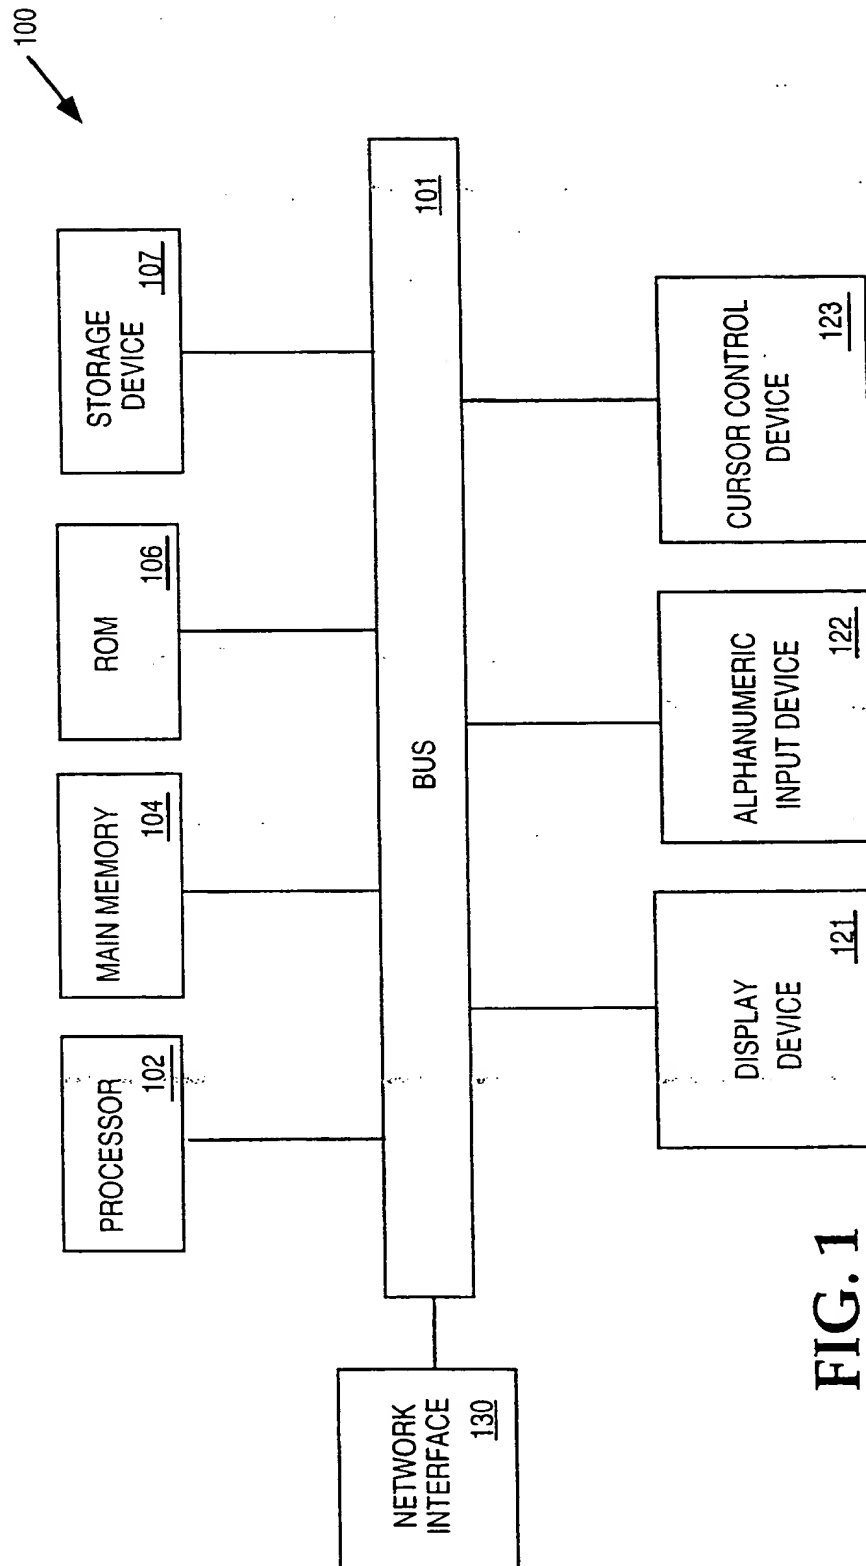 100
PROCESSOR
102
MAIN MEMORY
104
ROM
106
STORAGE
DEVICE
107
BUS
101
NETWORK
INTERFACE
130
DISPLAY
DEVICE
121
ALPHANUMERIC
INPUT DEVICE
122
CURSOR CONTROL
DEVICE
123
FIG. 1